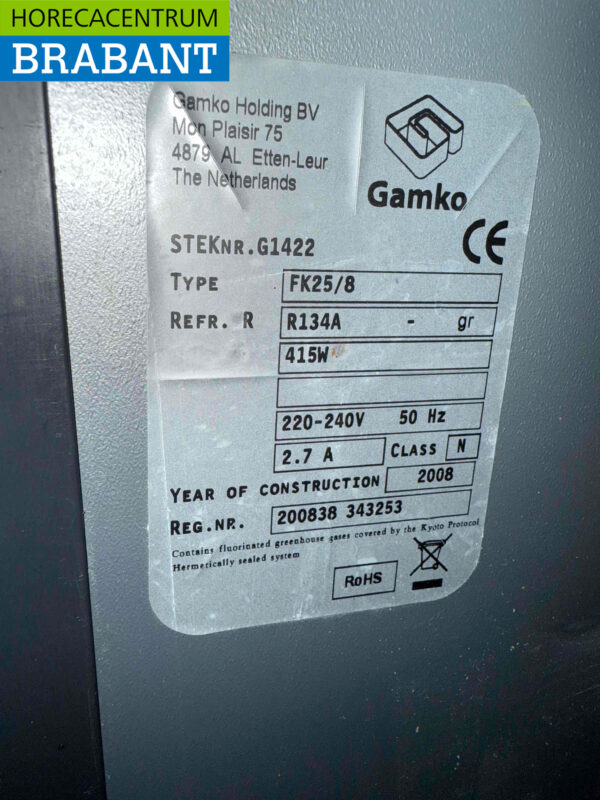 HORECACENTRUM
BRABANT
Gamko Holding BV
Mon Plaisir 75
4879 AL Etten-Leur
The Netherlands
Gamko
STEKNR.G1422
CE
TYPE FK25/8
REFR. R R134A - gr
415W
220-240V 50 Hz
2.7 A CLASS N
YEAR OF CONSTRUCTION 2008
REG.NR. 200838 343253
Contains fluorinated greenhouse gases covered by the Kyoto Protocol
Hermetically sealed system
RoHS